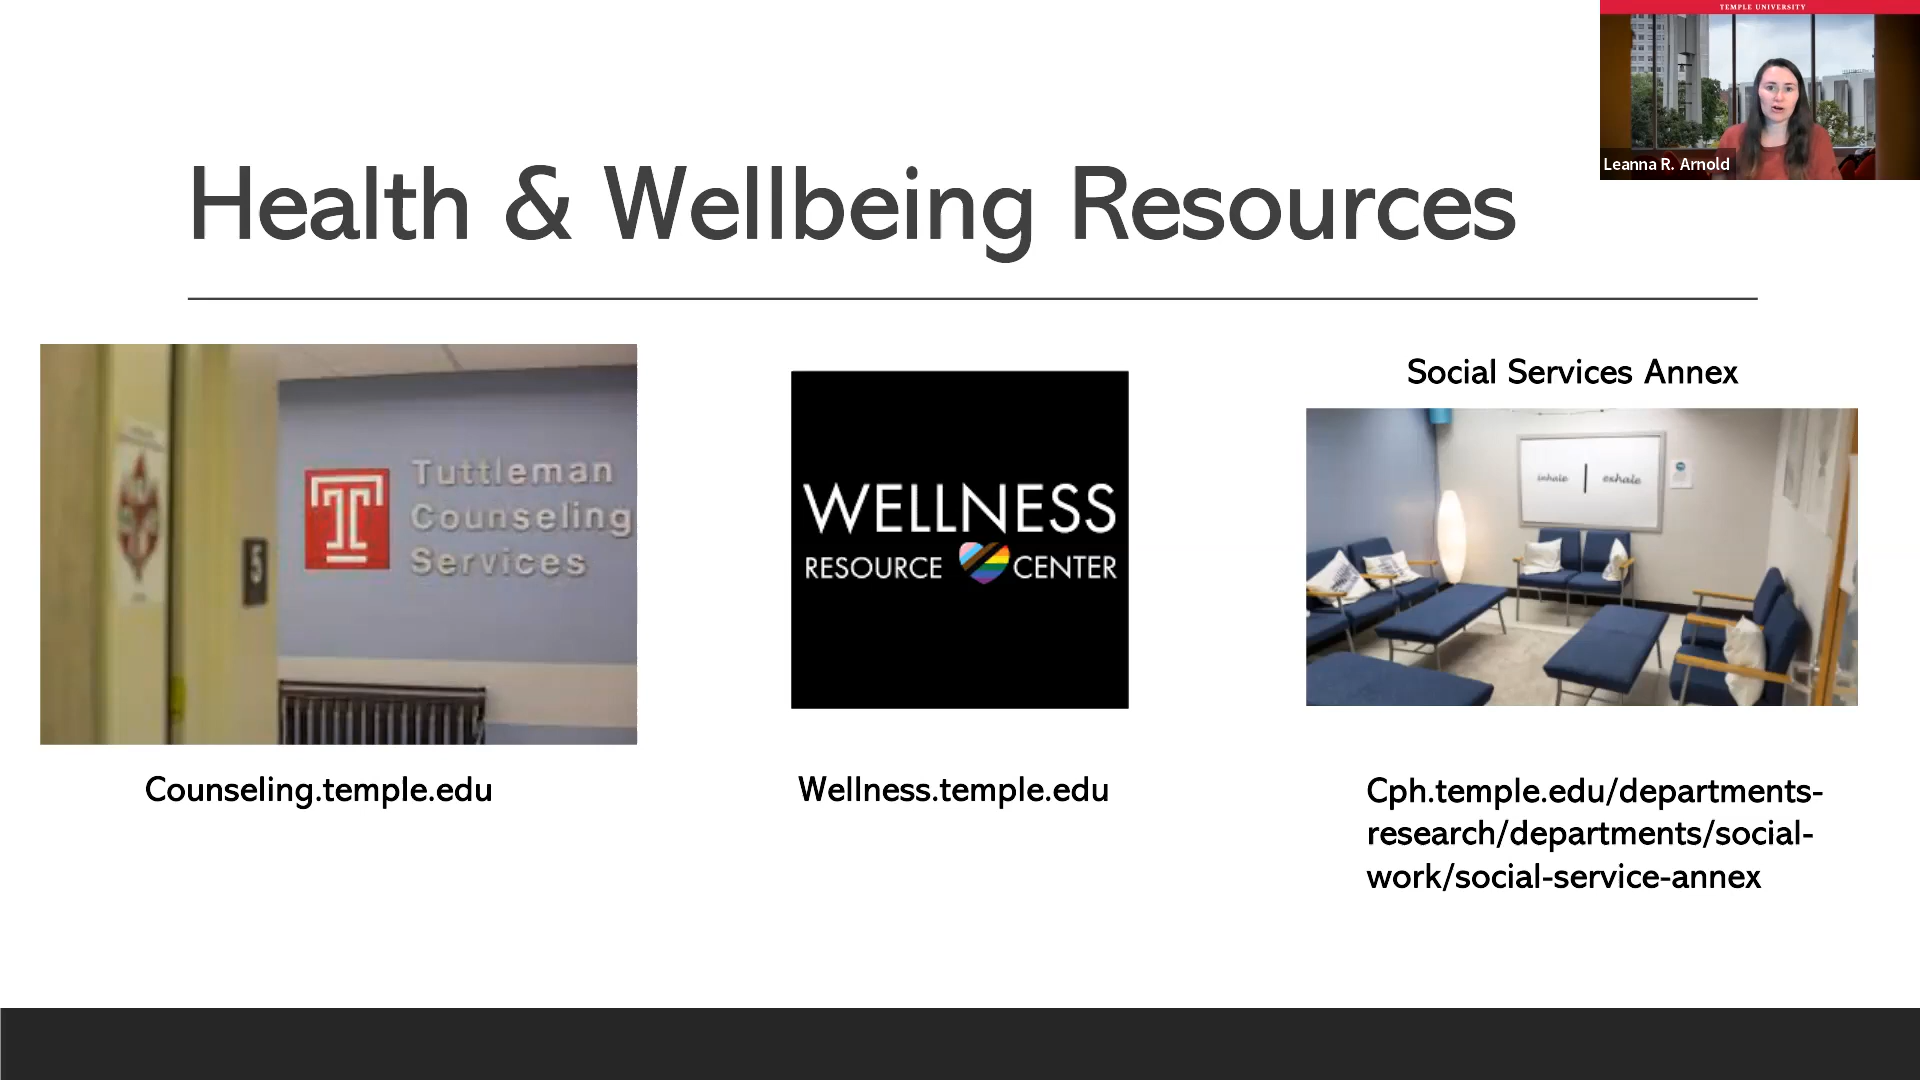 TEMPLE UNIVERSITY
Leanna R. Arnold
Health & Wellbeing Resources
Tuttleman
Counseling
Services
5
Counseling.temple.edu
WELLNESS
RESOURCE CENTER
Wellness.temple.edu
Social Services Annex
inhale | exhale
Cph.temple.edu/departments-
research/departments/social-
work/social-service-annex